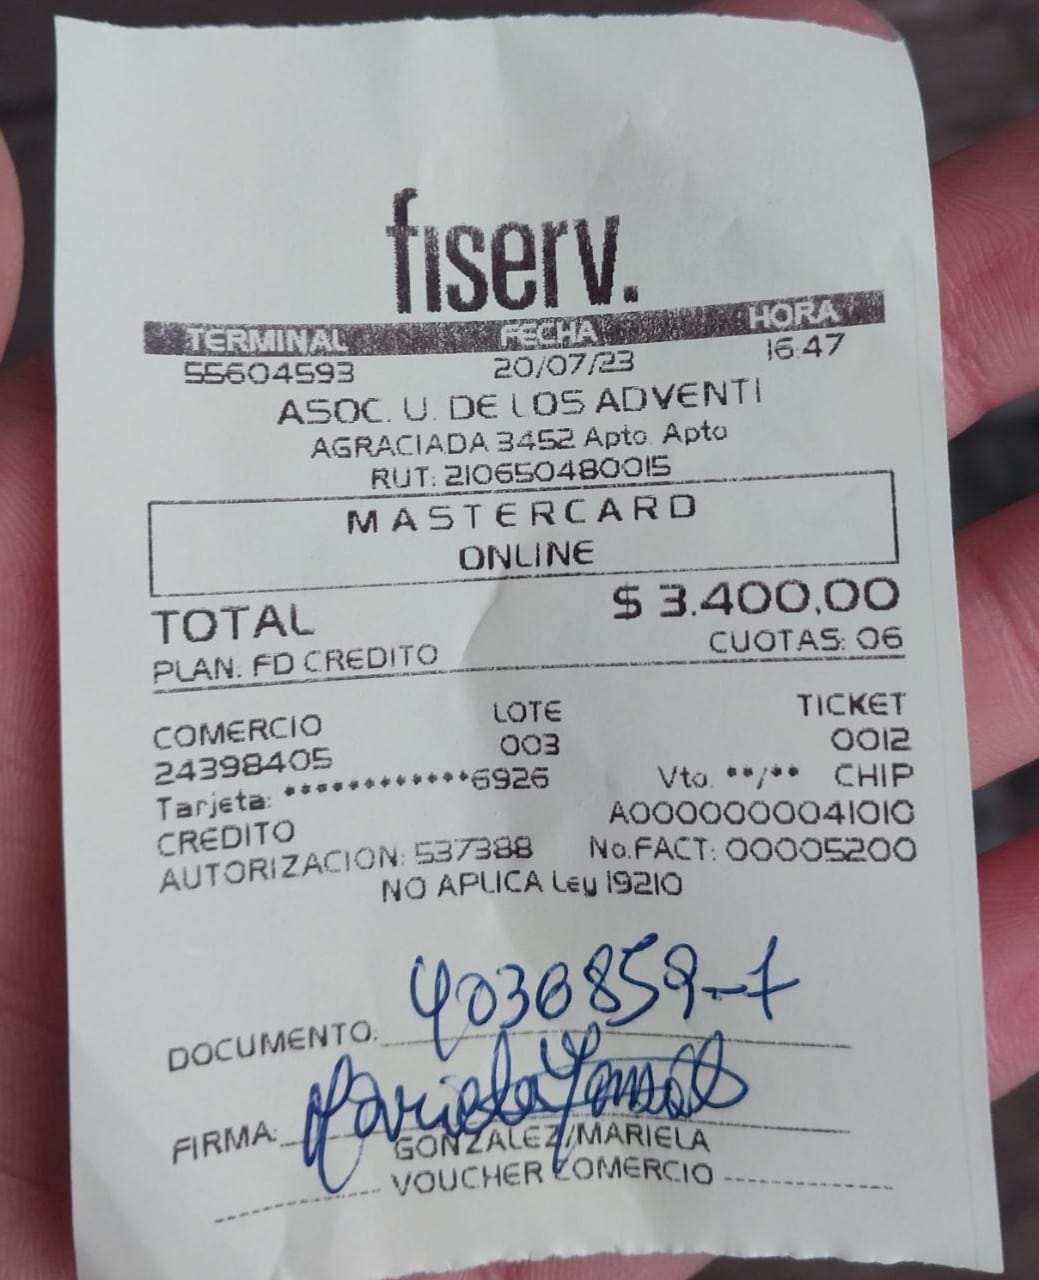 fiserv.
TERMINAL FECHA HORA
55604593 20/07/23 16:47
ASOC. U. DE LOS ADVENTI
AGRACIADA 3452 Apto. Apto
RUT: 210650480015
MASTERCARD
ONLINE
TOTAL $ 3.400,00
PLAN: FD CREDITO CUOTAS: 06
COMERCIO LOTE TICKET
24398405 003 0012
Tarjeta: ************6926 Vto. **/** CHIP
CREDITO A0000000041010
AUTORIZACION: 537388 No.FACT: 00005200
NO APLICA Ley 19210
DOCUMENTO: 4030859-1
FIRMA: Mariela
GONZALEZ/MARIELA
VOUCHER COMERCIO